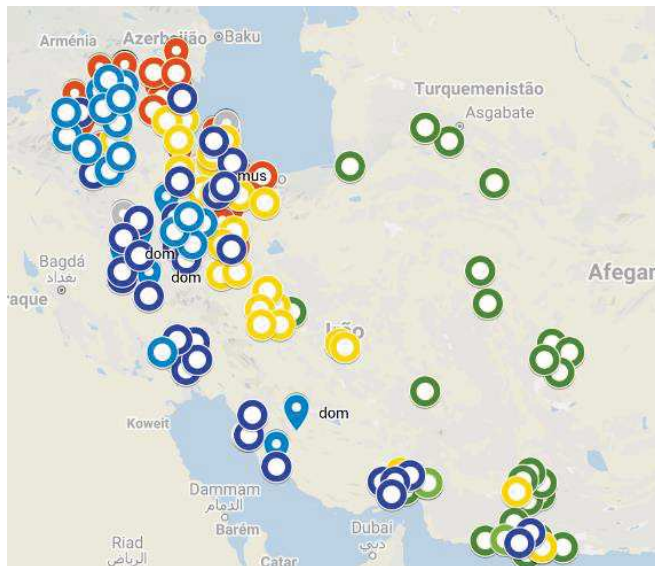 Arménia
Azerbaijão
Baku
Turquemenistão
Asgabate
mus
Bagdá
بغداد
dom
dom
Afegan
raque
Irão
dom
Koweit
Dammam
الدمام
Barém
Dubai
دبي
Riad
الرياض
Catar